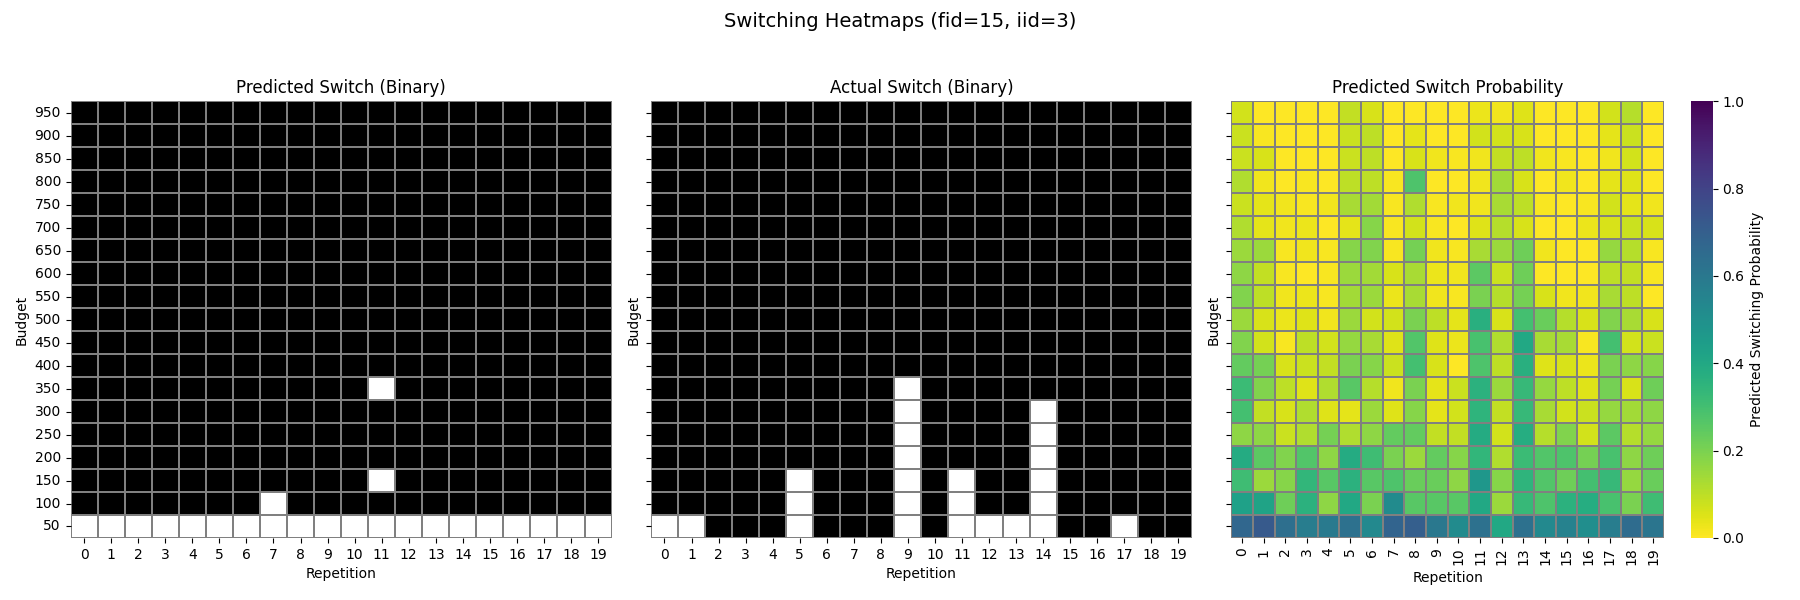 Switching Heatmaps (fid=15, iid=3)
Predicted Switch (Binary)
Actual Switch (Binary)
Predicted Switch Probability
950
900
850
800
750
700
650
600
550
500
450
400
350
300
250
200
150
100
50
Budget
0 1 2 3 4 5 6 7 8 9 10 11 12 13 14 15 16 17 18 19
Repetition
Budget
0 1 2 3 4 5 6 7 8 9 10 11 12 13 14 15 16 17 18 19
Repetition
Budget
0 1 2 3 4 5 6 7 8 9 10 11 12 13 14 15 16 17 18 19
Repetition
1.0
0.8
0.6
0.4
0.2
0.0
Predicted Switching Probability